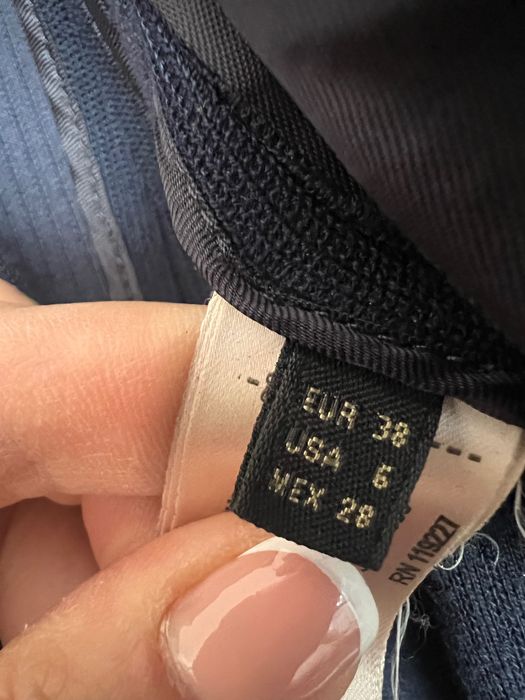 EUR 38
USA 6
MEX 28
RN 119227